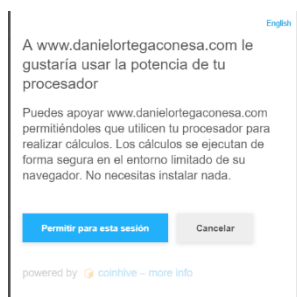 English
A www.danielortegaconesa.com le
gustaría usar la potencia de tu
procesador
Puedes apoyar www.danielortegaconesa.com
permitiéndoles que utilicen tu procesador para
realizar cálculos. Los cálculos se ejecutan de
forma segura en el entorno limitado de su
navegador. No necesitas instalar nada.
Permitir para esta sesión Cancelar
powered by coinhive – more info